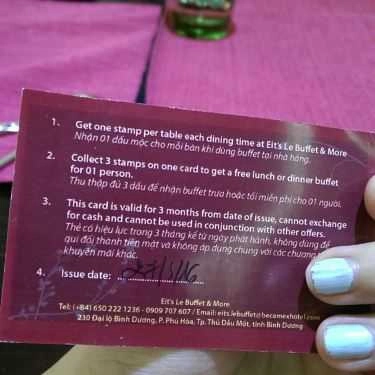 1. Get one stamp per table each dining time at Eit's Le Buffet & More
Nhận 01 dấu mộc cho mỗi bàn khi dùng buffet tại nhà hàng.
2. Collect 3 stamps on one card to get a free lunch or dinner buffet
for 01 person.
Thu thập đủ 3 dấu để nhận buffet trưa hoặc tối miễn phí cho 01 người.
3. This card is valid for 3 months from date of issue, cannot exchange
for cash and cannot be used in conjunction with other offers.
Thẻ có hiệu lực trong 3 tháng kể từ ngày phát hành, không dùng để
qui đổi thành tiền mặt và không áp dụng chung với các chương
khuyến mãi khác.
4. Issue date:
Eit's Le Buffet & More
Tel: (+84) 650 222 1236 - 0909 707 607 / Email: eits.lebuffet@becamexhotel.com
230 Đại lộ Bình Dương, P. Phú Hòa, Tp. Thủ Dầu Một, tỉnh Bình Dương